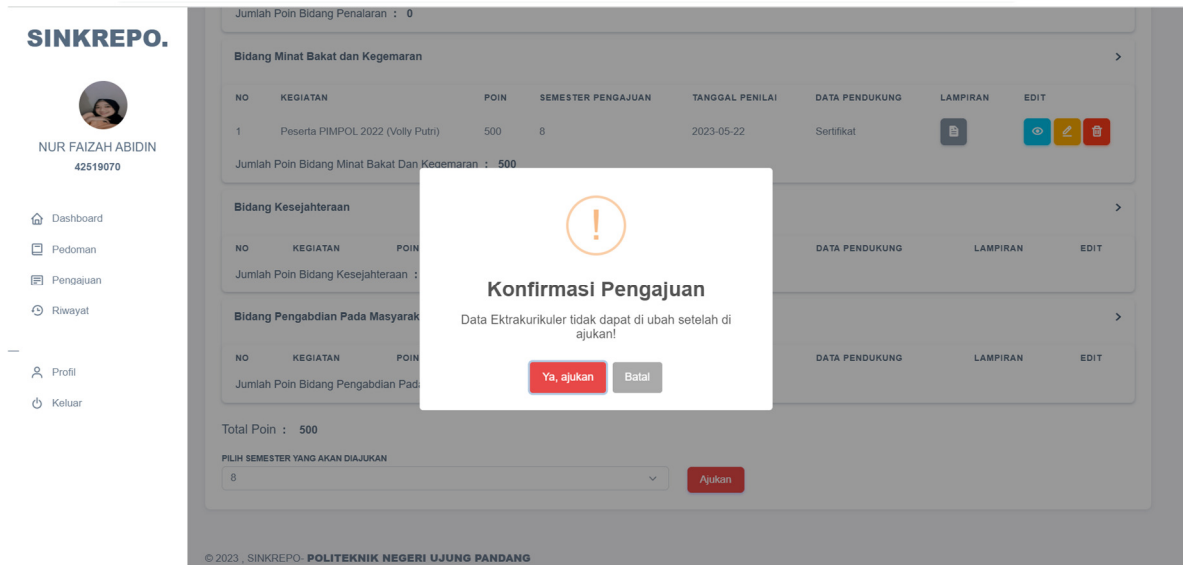 SINKREPO.
NUR FAIZAH ABIDIN
42519070
Dashboard
Pedoman
Pengajuan
Riwayat
Profil
Keluar
Jumlah Poin Bidang Penalaran : 0
Bidang Minat Bakat dan Kegemaran
NO KEGIATAN POIN SEMESTER PENGAJUAN TANGGAL PENILAI DATA PENDUKUNG LAMPIRAN EDIT
1 Peserta PIMPOL 2022 (Volly Putri) 500 8 2023-05-22 Sertifikat
Jumlah Poin Bidang Minat Bakat Dan Kegemaran : 500
Bidang Kesejahteraan
NO KEGIATAN POIN DATA PENDUKUNG LAMPIRAN EDIT
Jumlah Poin Bidang Kesejahteraan :
Bidang Pengabdian Pada Masyarak
NO KEGIATAN POIN DATA PENDUKUNG LAMPIRAN EDIT
Jumlah Poin Bidang Pengabdian Pada
!
Konfirmasi Pengajuan
Data Ektrakurikuler tidak dapat di ubah setelah di
ajukan!
Ya, ajukan Batal
Total Poin : 500
PILIH SEMESTER YANG AKAN DIAJUKAN
8 Ajukan
© 2023 , SINKREPO- POLITEKNIK NEGERI UJUNG PANDANG